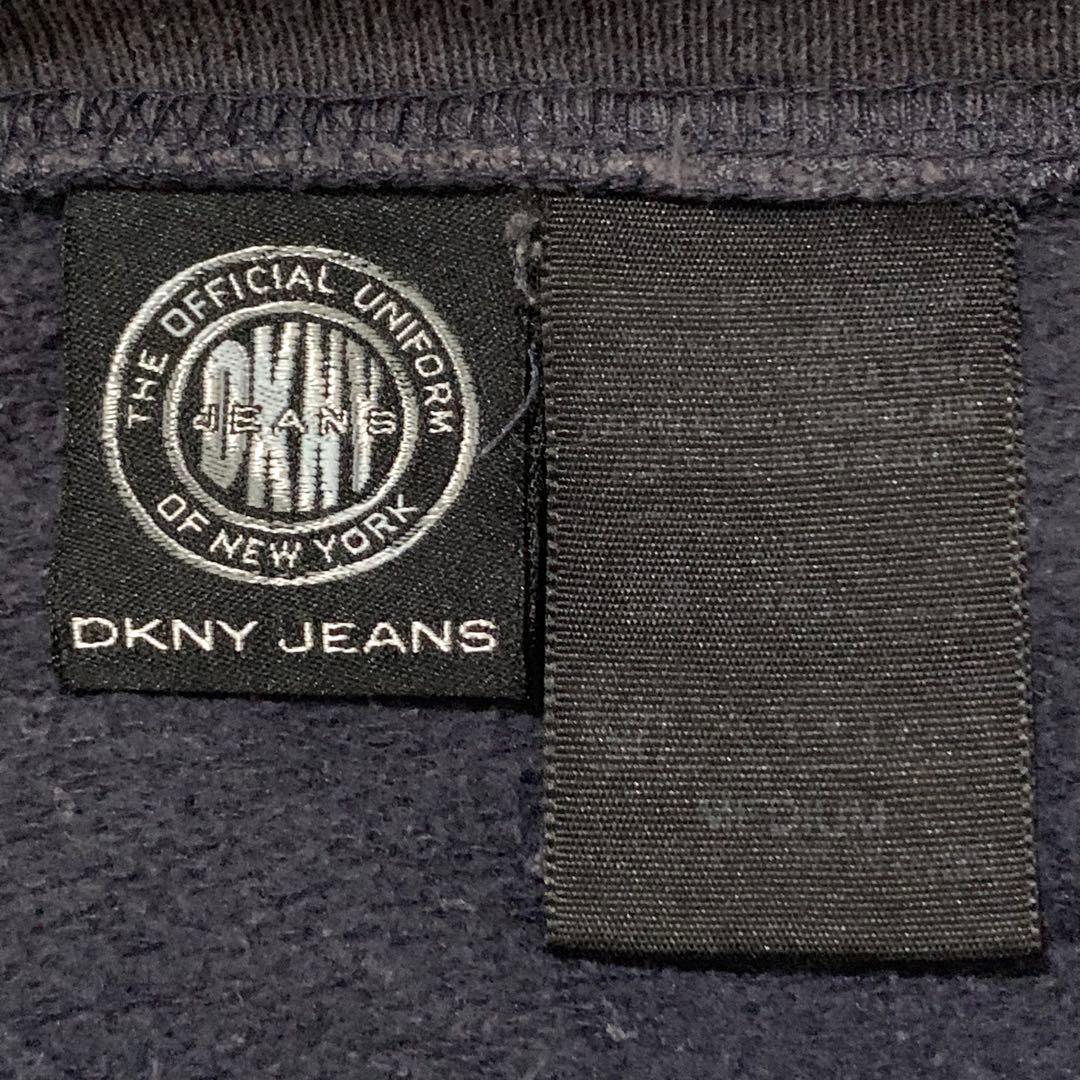 THE OFFICIAL UNIFORM
OF NEW YORK
DKNY
JEANS
DKNY JEANS